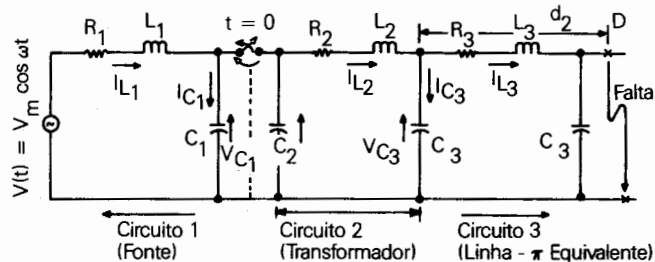 t = 0
R1
L1
R2
L2
R3
L3
d2
D
IL1
IC1
IL2
IC3
IL3
Falta
V(t) = Vm cos ωt
C1
VC1
C2
VC3
C3
C3
Circuito 1
(Fonte)
Circuito 2
(Transformador)
Circuito 3
(Linha - π Equivalente)